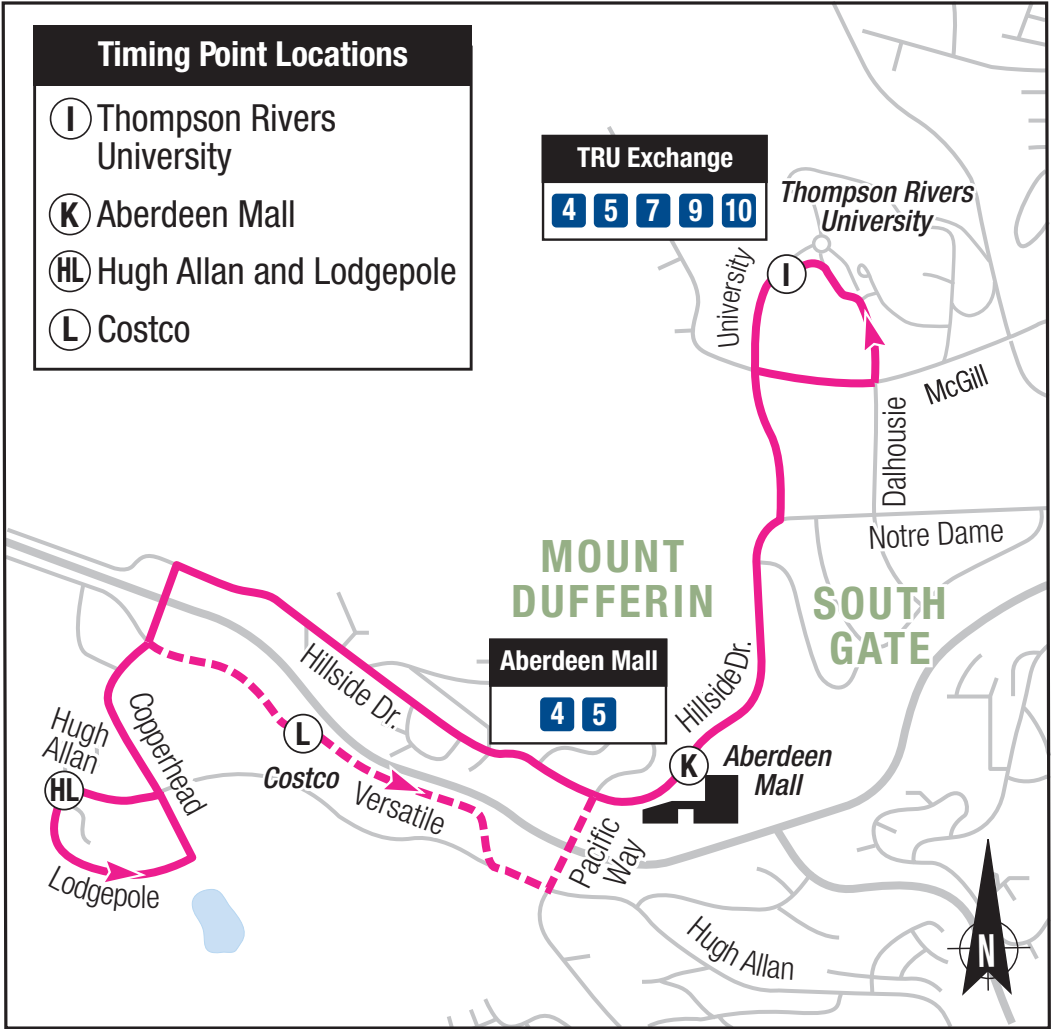 Timing Point Locations
I Thompson Rivers
University
K Aberdeen Mall
HL Hugh Allan and Lodgepole
L Costco
TRU Exchange
4 5 7 9 10
Thompson Rivers
University
University
I
McGill
Dalhousie
Notre Dame
MOUNT
DUFFERIN
SOUTH
GATE
Aberdeen Mall
4 5
Hillside Dr.
Hillside Dr.
K
Aberdeen
Mall
Copperhead
Hugh
Allan
HL
L
Costco
Versatile
Pacific
Way
Lodgepole
Hugh Allan
N